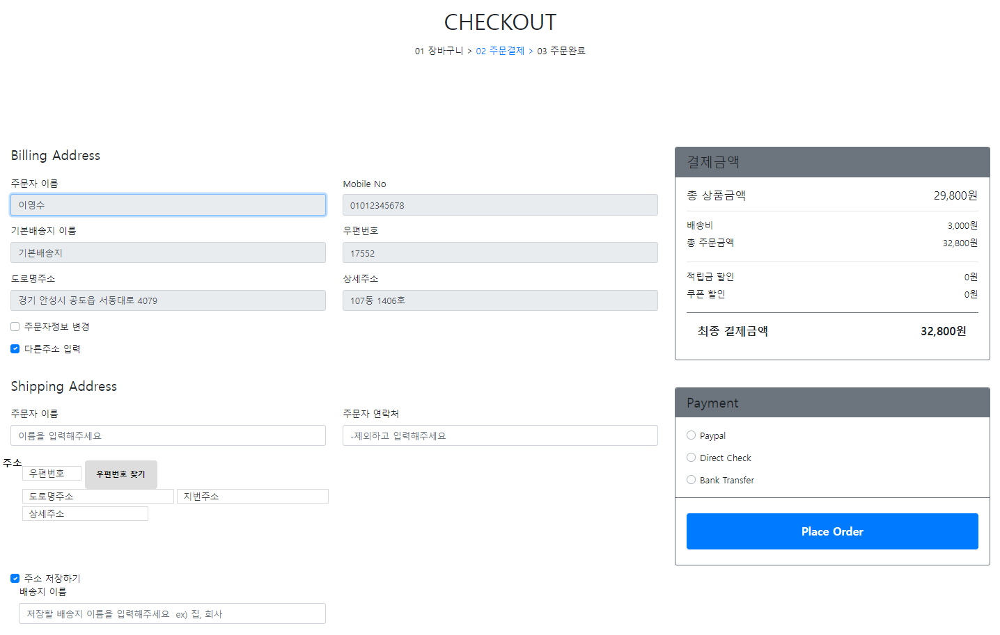 CHECKOUT
01 장바구니 > 02 주문결제 > 03 주문완료
Billing Address
주문자 이름
Mobile No
이영수
01012345678
기본배송지 이름
우편번호
기본배송지
17552
도로명주소
상세주소
경기 안성시 공도읍 서동대로 4079
107동 1406호
주문자정보 변경
다른주소 입력
Shipping Address
주문자 이름
주문자 연락처
이름을 입력해주세요
-제외하고 입력해주세요
주소
우편번호
우편번호 찾기
도로명주소
지번주소
상세주소
주소 저장하기
배송지 이름
저장할 배송지 이름을 입력해주세요 ex) 집, 회사
결제금액
총 상품금액 29,800원
배송비 3,000원
총 주문금액 32,800원
적립금 할인 0원
쿠폰 할인 0원
최종 결제금액 32,800원
Payment
Paypal
Direct Check
Bank Transfer
Place Order